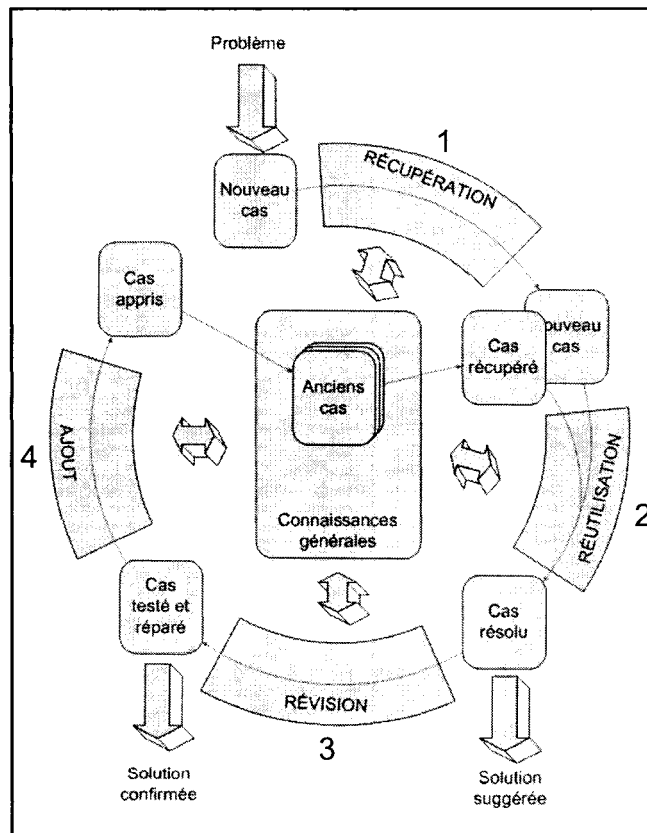 Problème
1
RÉCUPÉRATION
Nouveau
cas
Cas
appris
Cas
récupéré
cas
Anciens
cas
4
AJOUT
RÉUTILISATION
2
Connaissances
générales
Cas
testé et
réparé
Cas
résolu
RÉVISION
3
Solution
confirmée
Solution
suggérée